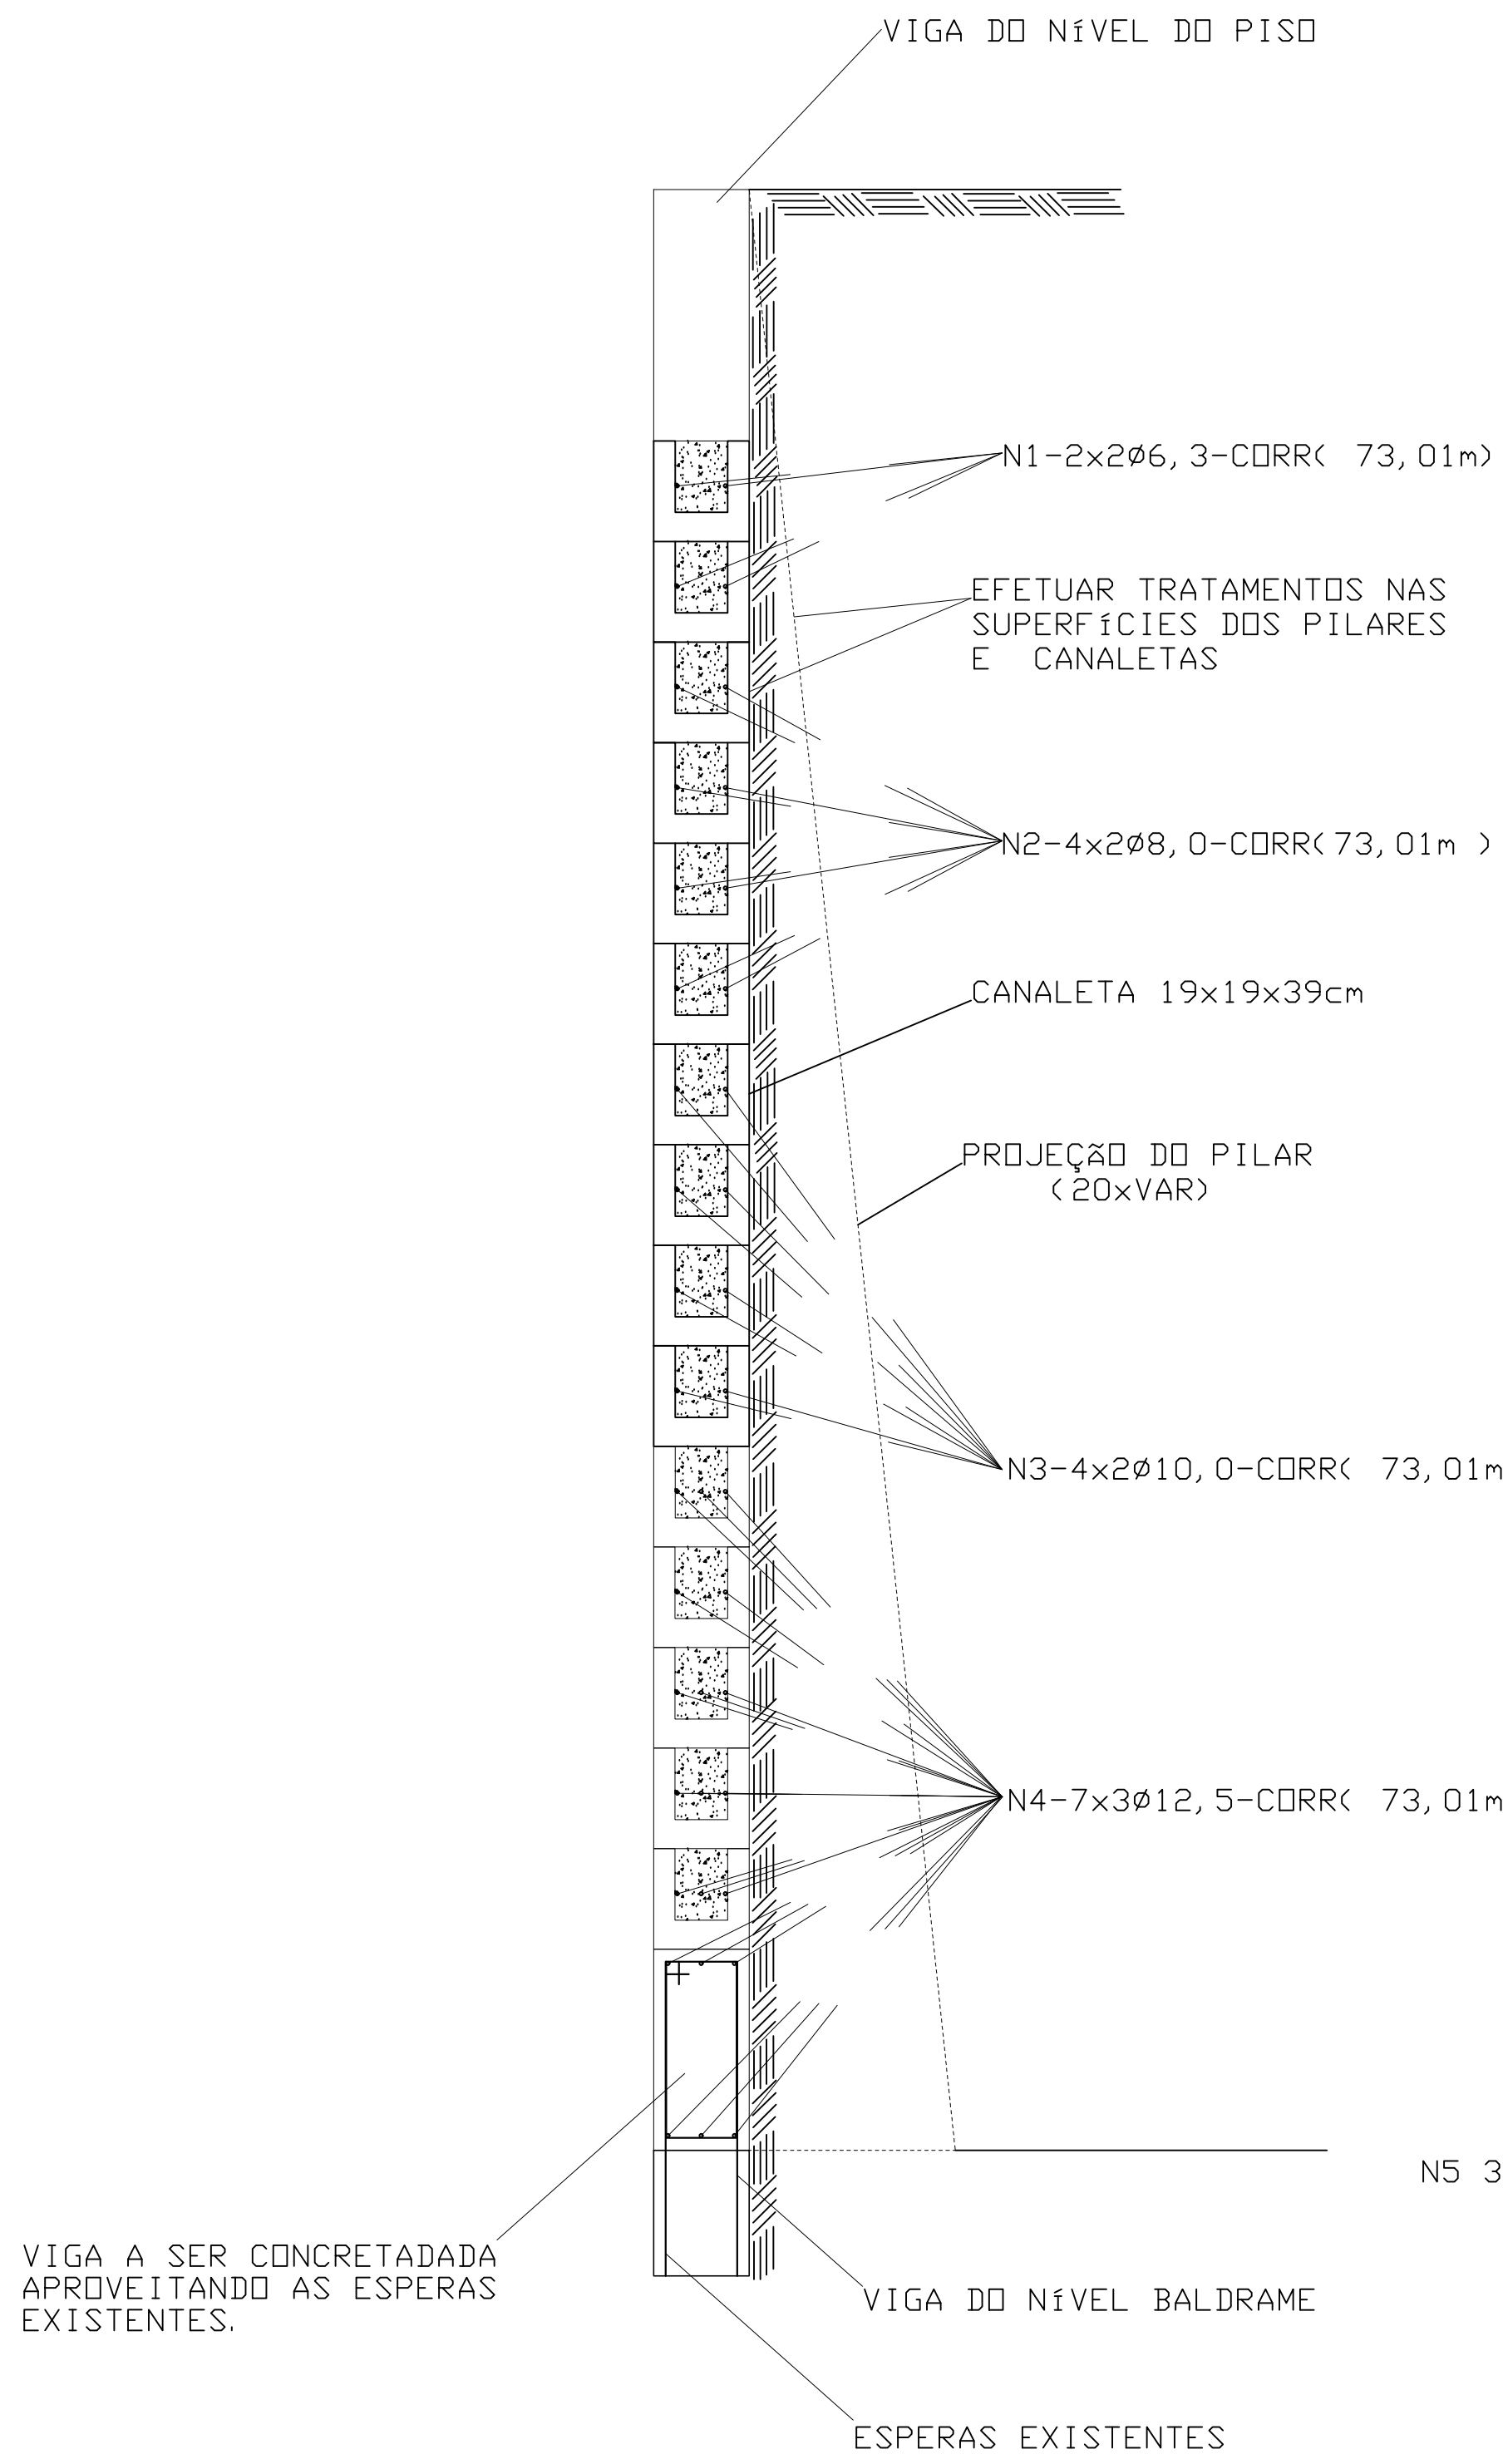 VIGA DO NíVEL DO PISO
N1-2x2ø6,3-CORR( 73,01m)
EFETUAR TRATAMENTOS NAS
SUPERFÍCIES DOS PILARES
E CANALETAS
N2-4x2ø8,0-CORR(73,01m )
CANALETA 19x19x39cm
PROJEÇÃO DO PILAR
(20xVAR)
N3-4x2ø10,0-CORR( 73,01m
N4-7x3ø12,5-CORR( 73,01m
N5 3
VIGA A SER CONCRETADADA
APROVEITANDO AS ESPERAS
EXISTENTES.
VIGA DO NíVEL BALDRAME
ESPERAS EXISTENTES